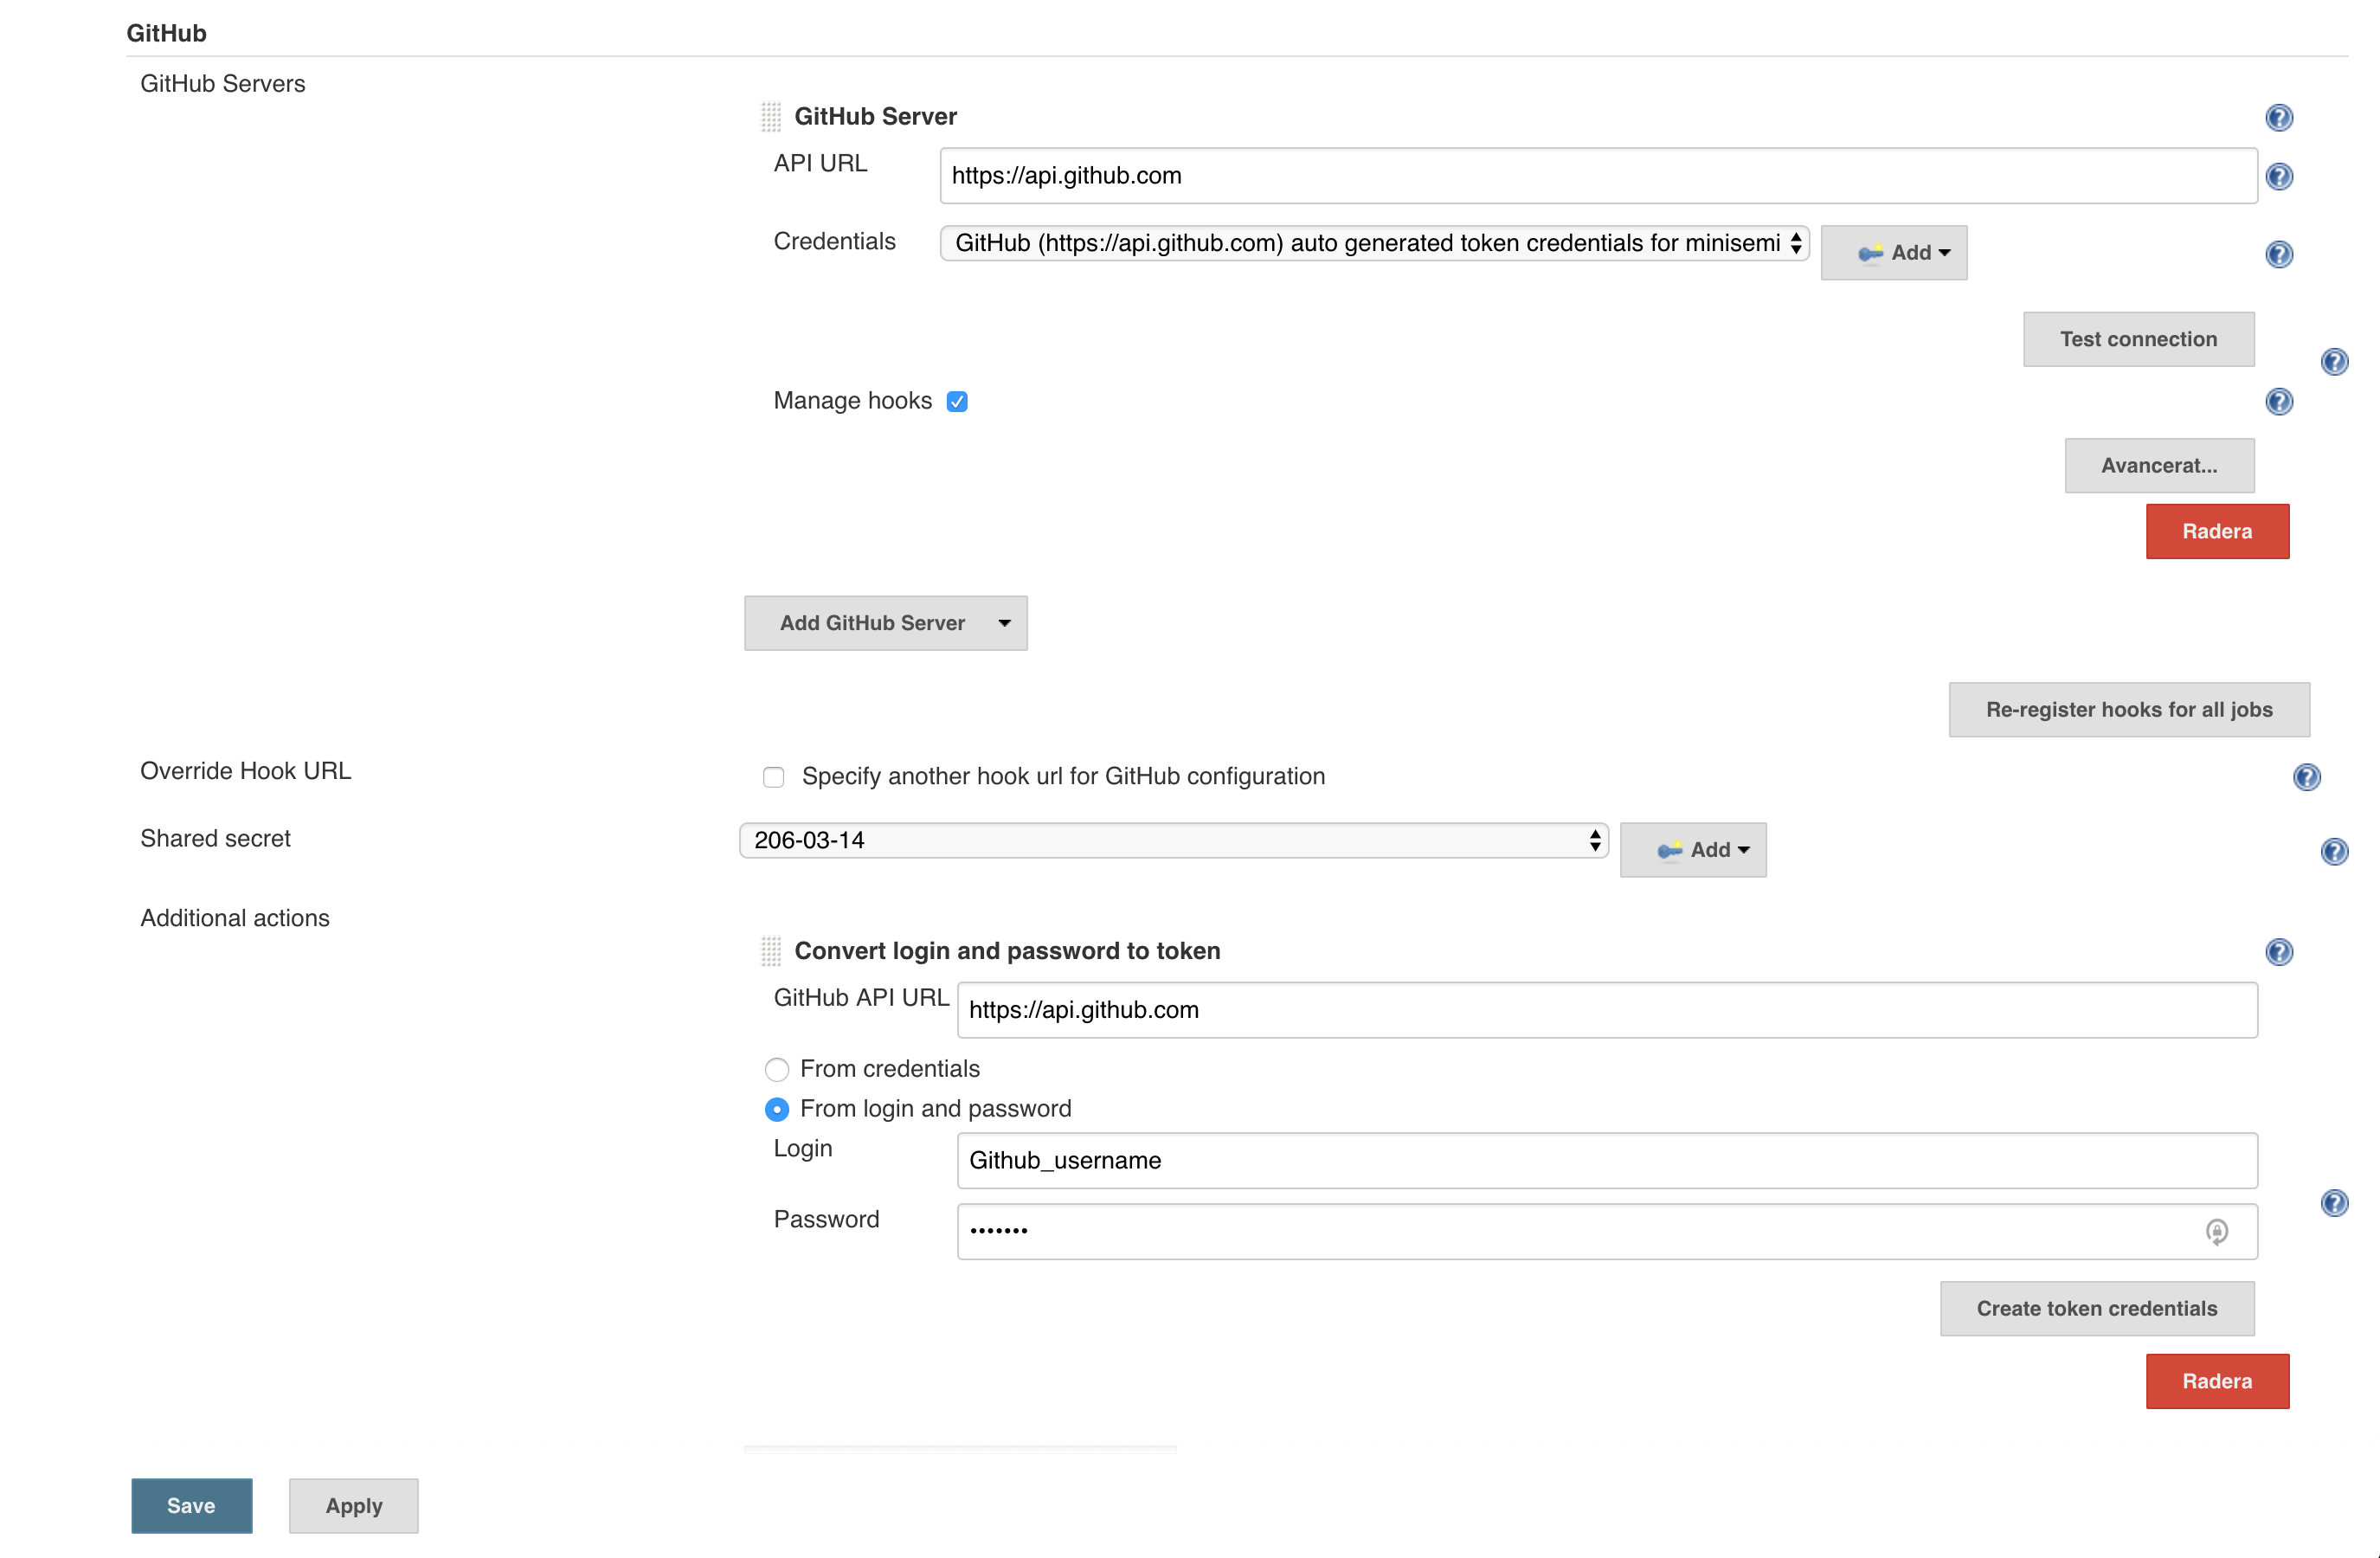 GitHub
GitHub Servers
GitHub Server
API URL
https://api.github.com
Credentials
GitHub (https://api.github.com) auto generated token credentials for minisemi
Add
Test connection
Manage hooks
Avancerat...
Radera
Add GitHub Server
Re-register hooks for all jobs
Override Hook URL
Specify another hook url for GitHub configuration
Shared secret
206-03-14
Add
Additional actions
Convert login and password to token
GitHub API URL
https://api.github.com
From credentials
From login and password
Login
Github_username
Password
•••••••
Create token credentials
Radera
Save
Apply